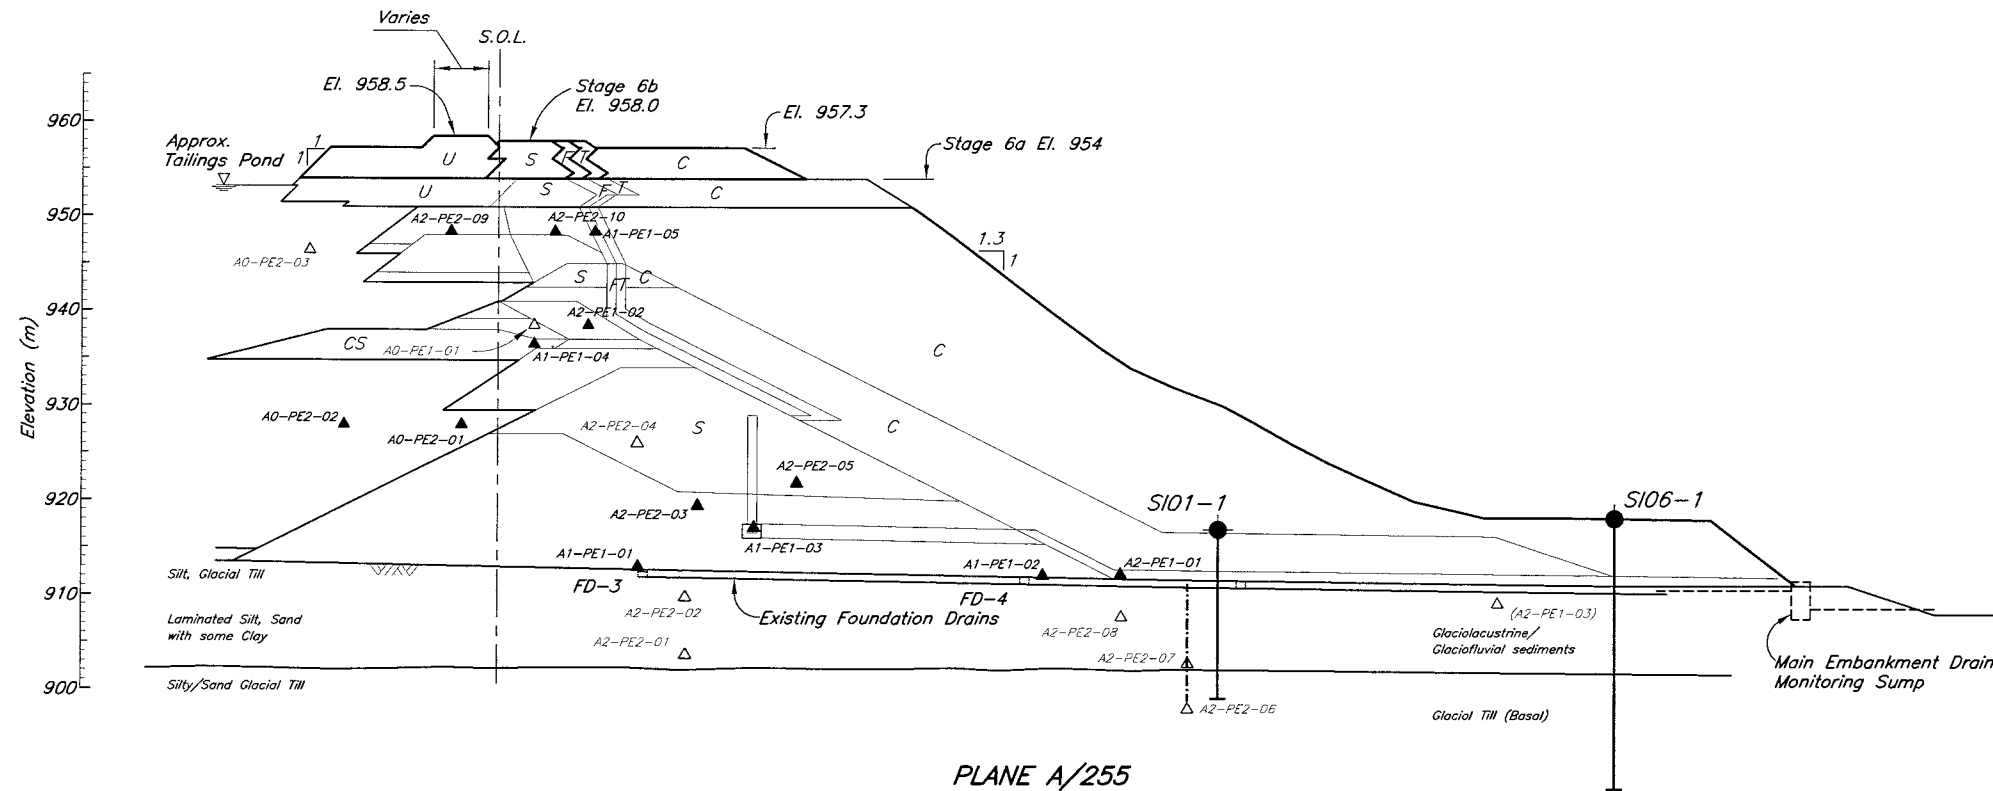 Varies
S.O.L.
El. 958.5
Stage 6b
El. 958.0
El. 957.3
960
Approx.
Tailings Pond
1
1
U
S
F
T
C
Stage 6a El. 954
U
S
F
T
C
950
A2-PE2-09
A2-PE2-10
A1-PE1-05
A0-PE2-03
1.3
1
S
FT
C
940
A2-PE1-02
CS
A0-PE1-01
A1-PE1-04
C
Elevation (m)
930
A0-PE2-02
A0-PE2-01
A2-PE2-04
S
C
A2-PE2-05
920
A2-PE2-03
SI01-1
SI06-1
A1-PE1-03
A1-PE1-01
A1-PE1-02
A2-PE1-01
Silt, Glacial Till
FD-3
FD-4
910
A2-PE2-02
Existing Foundation Drains
(A2-PE1-03)
Laminated Silt, Sand
with some Clay
A2-PE2-08
Glaciolacustrine/
Glaciofluvial sediments
A2-PE2-01
A2-PE2-07
Main Embankment Drain
Monitoring Sump
900
Silty/Sand Glacial Till
A2-PE2-06
Glacial Till (Basal)
PLANE A/255